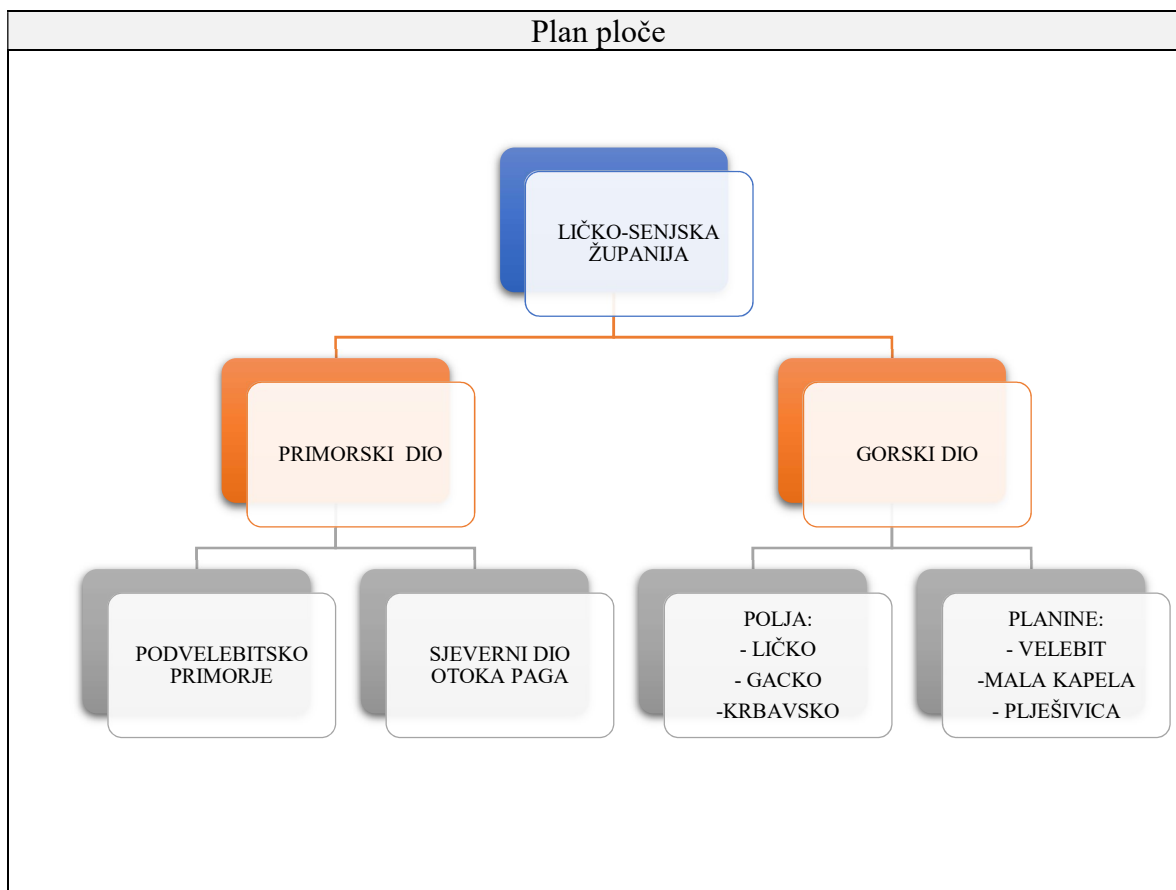 Plan ploče
LIČKO-SENJSKA
ŽUPANIJA
PRIMORSKI DIO
GORSKI DIO
PODVELEBITSKO
PRIMORJE
SJEVERNI DIO
OTOKA PAGA
POLJA:
- LIČKO
- GACKO
-KRBAVSKO
PLANINE:
- VELEBIT
-MALA KAPELA
- PLJEŠIVICA